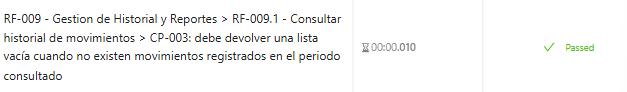 RF-009 - Gestion de Historial y Reportes > RF-009.1 - Consultar
historial de movimientos > CP-003: debe devolver una lista
vacía cuando no existen movimientos registrados en el periodo
consultado
00:00.010
Passed